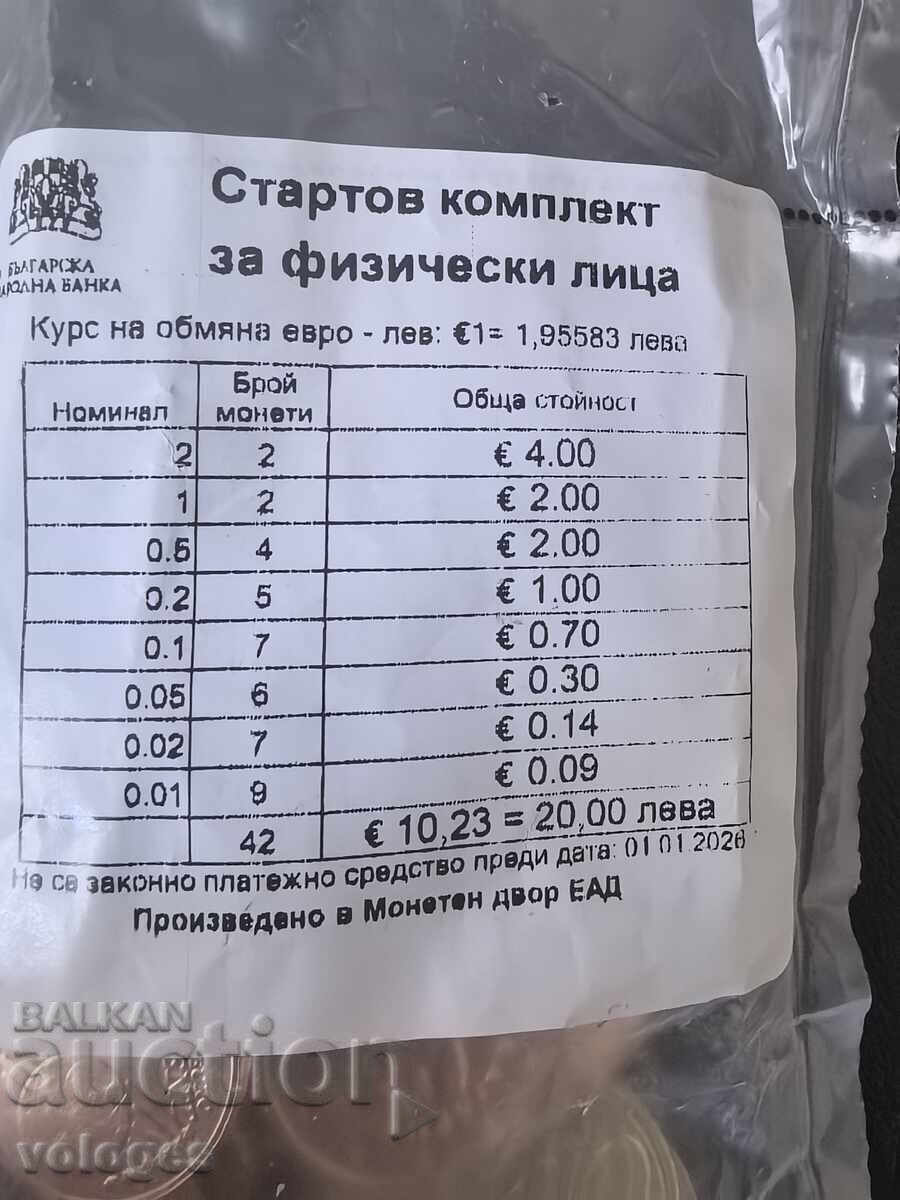 Стартов комплект
за физически лица
БЪЛГАРСКА
НАРОДНА БАНКА
Курс на обмяна евро - лев: €1= 1,95583 лева
Номинал Брой монети Обща стойност
2 2 € 4.00
1 2 € 2.00
0.5 4 € 2.00
0.2 5 € 1.00
0.1 7 € 0.70
0.05 6 € 0.30
0.02 7 € 0.14
0.01 9 € 0.09
42 € 10,23 = 20,00 лева
Не са законно платежно средство преди дата: 01.01.2026
Произведено в Монетен двор ЕАД
BALKAN
auction
vologes